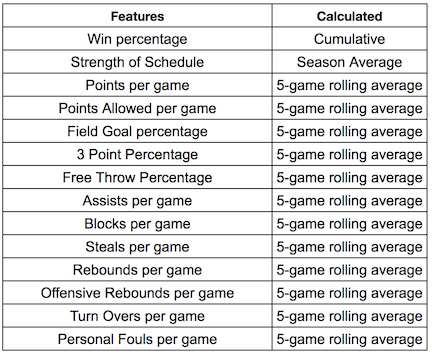 Features Calculated
Win percentage Cumulative
Strength of Schedule Season Average
Points per game 5-game rolling average
Points Allowed per game 5-game rolling average
Field Goal percentage 5-game rolling average
3 Point Percentage 5-game rolling average
Free Throw Percentage 5-game rolling average
Assists per game 5-game rolling average
Blocks per game 5-game rolling average
Steals per game 5-game rolling average
Rebounds per game 5-game rolling average
Offensive Rebounds per game 5-game rolling average
Turn Overs per game 5-game rolling average
Personal Fouls per game 5-game rolling average